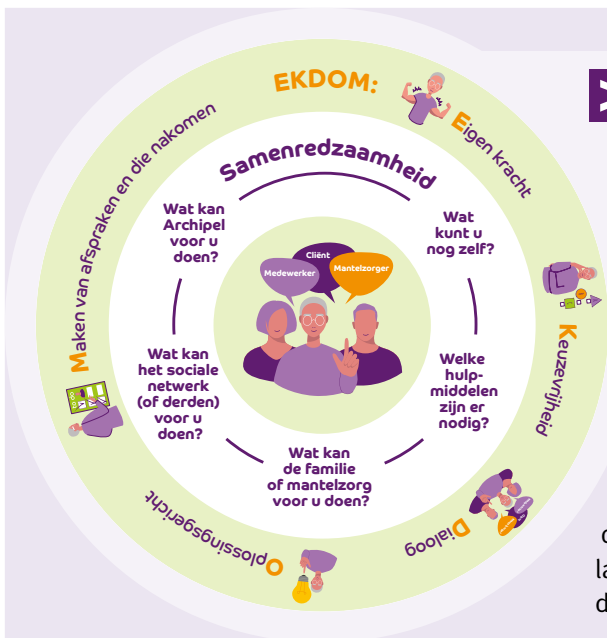 EKDOM:
Eigen kracht
Keuzevrijheid
Dialoog
Oplossingsgericht
Maken van afspraken en die nakomen
Samenredzaamheid
Wat kunt u
nog zelf?
Welke
hulp-
middelen
zijn er
nodig?
Wat kan
de familie
of mantelzorg
voor u doen?
Wat kan
het sociale
netwerk
(of derden)
voor u
doen?
Wat kan
Archipel
voor u
doen?
Medewerker
Cliënt
Mantelzorger